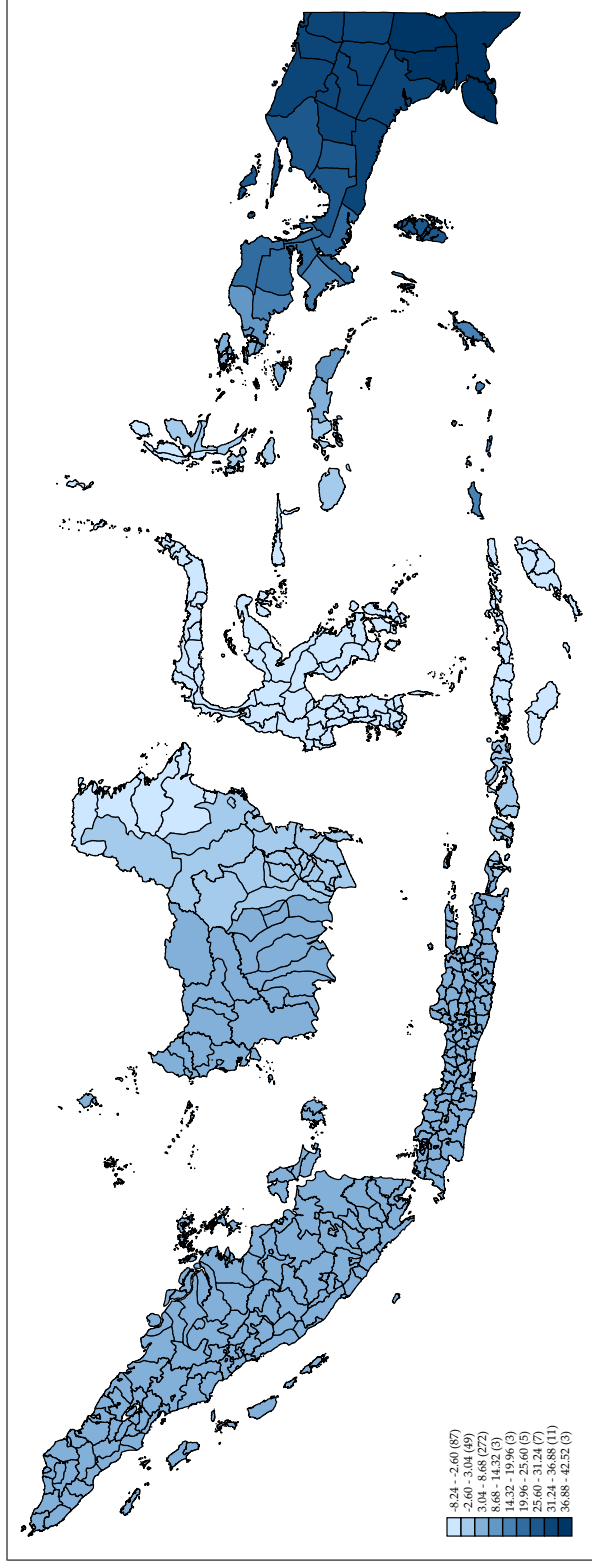 -8.24 - -2.60 (87)
-2.60 - 3.04 (49)
3.04 - 8.68 (272)
8.68 - 14.32 (3)
14.32 - 19.96 (3)
19.96 - 25.60 (5)
25.60 - 31.24 (7)
31.24 - 36.88 (11)
36.88 - 42.52 (3)